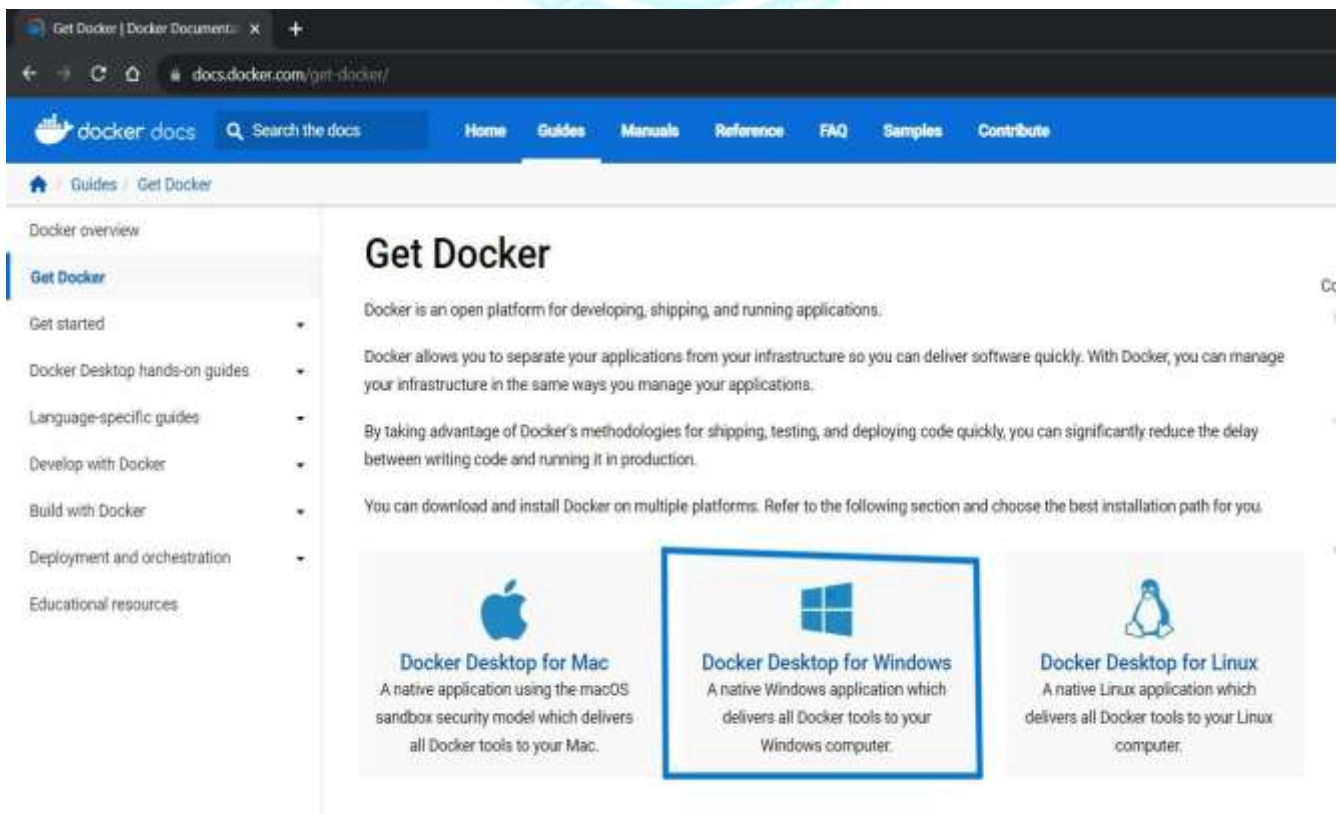 Get Docker | Docker Document
docs.docker.com/get-docker/
docker docs
Search the docs
Home
Guides
Manuals
Reference
FAQ
Samples
Contribute
/ Guides / Get Docker
Docker overview
Get Docker
Get started
Docker Desktop hands-on guides
Language-specific guides
Develop with Docker
Build with Docker
Deployment and orchestration
Educational resources
Get Docker
Docker is an open platform for developing, shipping, and running applications.
Docker allows you to separate your applications from your infrastructure so you can deliver software quickly. With Docker, you can manage
your infrastructure in the same ways you manage your applications.
By taking advantage of Docker's methodologies for shipping, testing, and deploying code quickly, you can significantly reduce the delay
between writing code and running it in production.
You can download and install Docker on multiple platforms. Refer to the following section and choose the best installation path for you.
Docker Desktop for Mac
A native application using the macOS
sandbox security model which delivers
all Docker tools to your Mac.
Docker Desktop for Windows
A native Windows application which
delivers all Docker tools to your
Windows computer.
Docker Desktop for Linux
A native Linux application which
delivers all Docker tools to your Linux
computer.